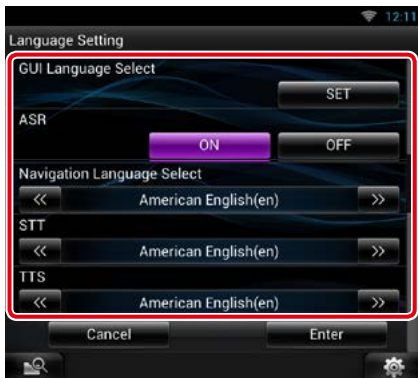 12:11
Language Setting
GUI Language Select
SET
ASR
ON OFF
Navigation Language Select
<< American English(en) >>
STT
<< American English(en) >>
TTS
<< American English(en) >>
Cancel Enter